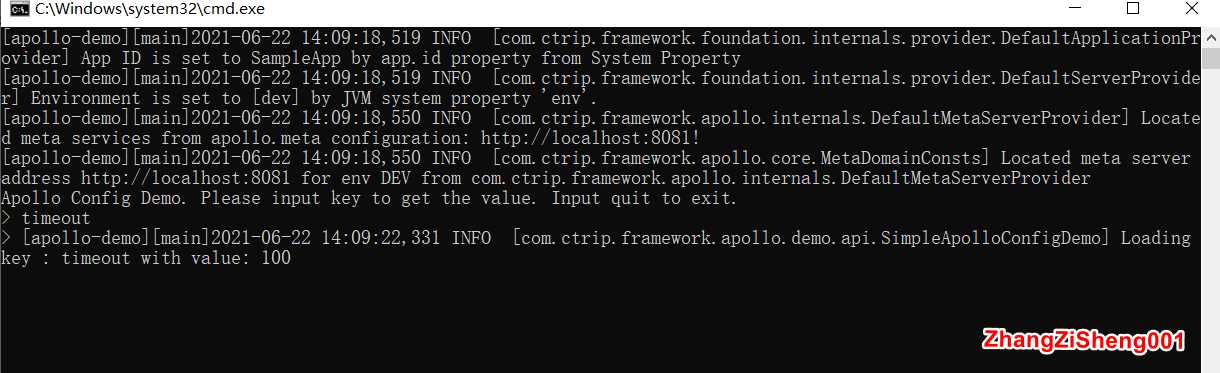 C:\Windows\system32\cmd.exe
[apollo-demo][main]2021-06-22 14:09:18,519 INFO  [com.ctrip.framework.foundation.internals.provider.DefaultApplicationPr
ovider] App ID is set to SampleApp by app.id property from System Property
[apollo-demo][main]2021-06-22 14:09:18,519 INFO  [com.ctrip.framework.foundation.internals.provider.DefaultServerProvide
r] Environment is set to [dev] by JVM system property 'env'.
[apollo-demo][main]2021-06-22 14:09:18,550 INFO  [com.ctrip.framework.apollo.internals.DefaultMetaServerProvider] Locate
d meta services from apollo.meta configuration: http://localhost:8081!
[apollo-demo][main]2021-06-22 14:09:18,550 INFO  [com.ctrip.framework.apollo.core.MetaDomainConsts] Located meta server
address http://localhost:8081 for env DEV from com.ctrip.framework.apollo.internals.DefaultMetaServerProvider
Apollo Config Demo. Please input key to get the value. Input quit to exit.
> timeout
> [apollo-demo][main]2021-06-22 14:09:22,331 INFO  [com.ctrip.framework.apollo.demo.api.SimpleApolloConfigDemo] Loading
key : timeout with value: 100
ZhangZiSheng001